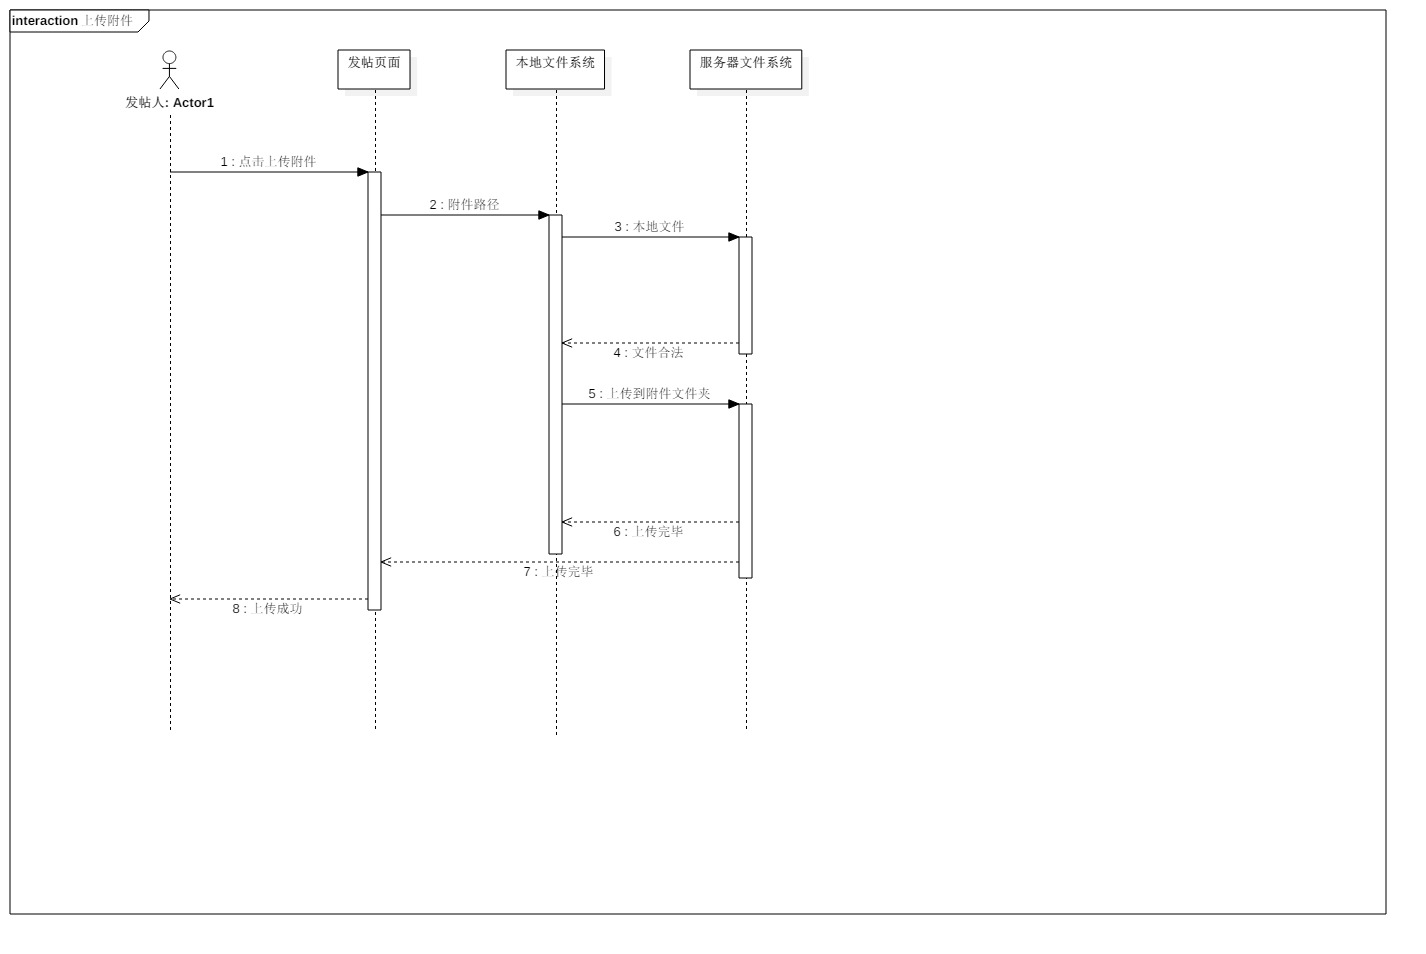 interaction 上传附件
发帖页面
本地文件系统
服务器文件系统
发帖人: Actor1
1 : 点击上传附件
2 : 附件路径
3 : 本地文件
4 : 文件合法
5 : 上传到附件文件夹
6 : 上传完毕
7 : 上传完毕
8 : 上传成功